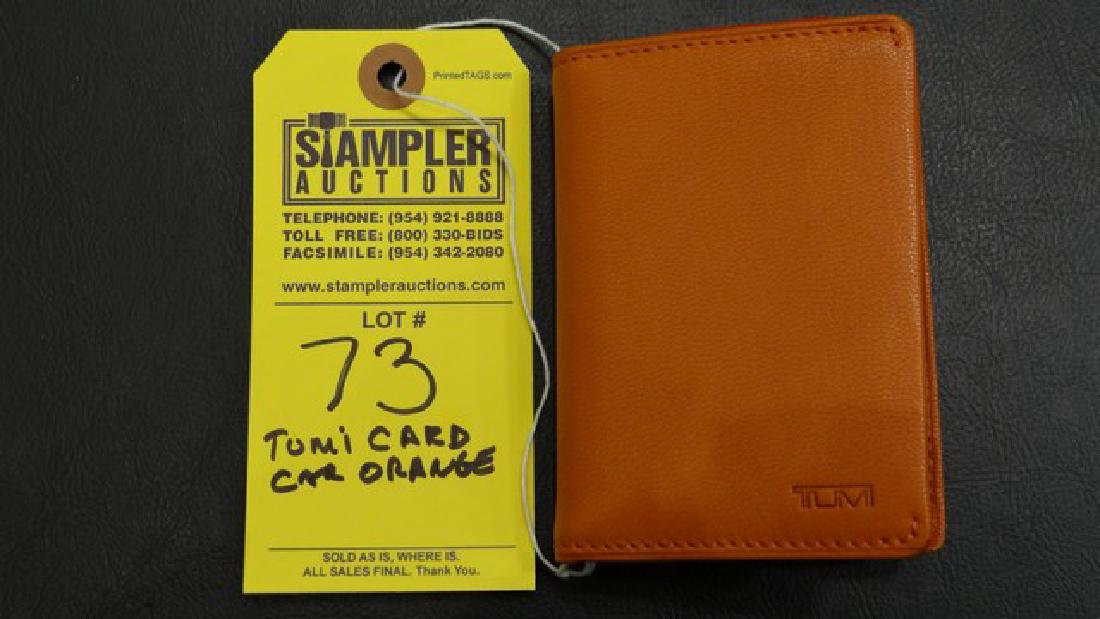 PrintedTAGS.com
STAMPLER
AUCTIONS
TELEPHONE: (954) 921-8888
TOLL FREE: (800) 330-BIDS
FACSIMILE: (954) 342-2080
www.stamplerauctions.com
LOT #
73
TUMI CARD
CAR ORANGE
SOLD AS IS, WHERE IS.
ALL SALES FINAL. Thank You.
TUMI